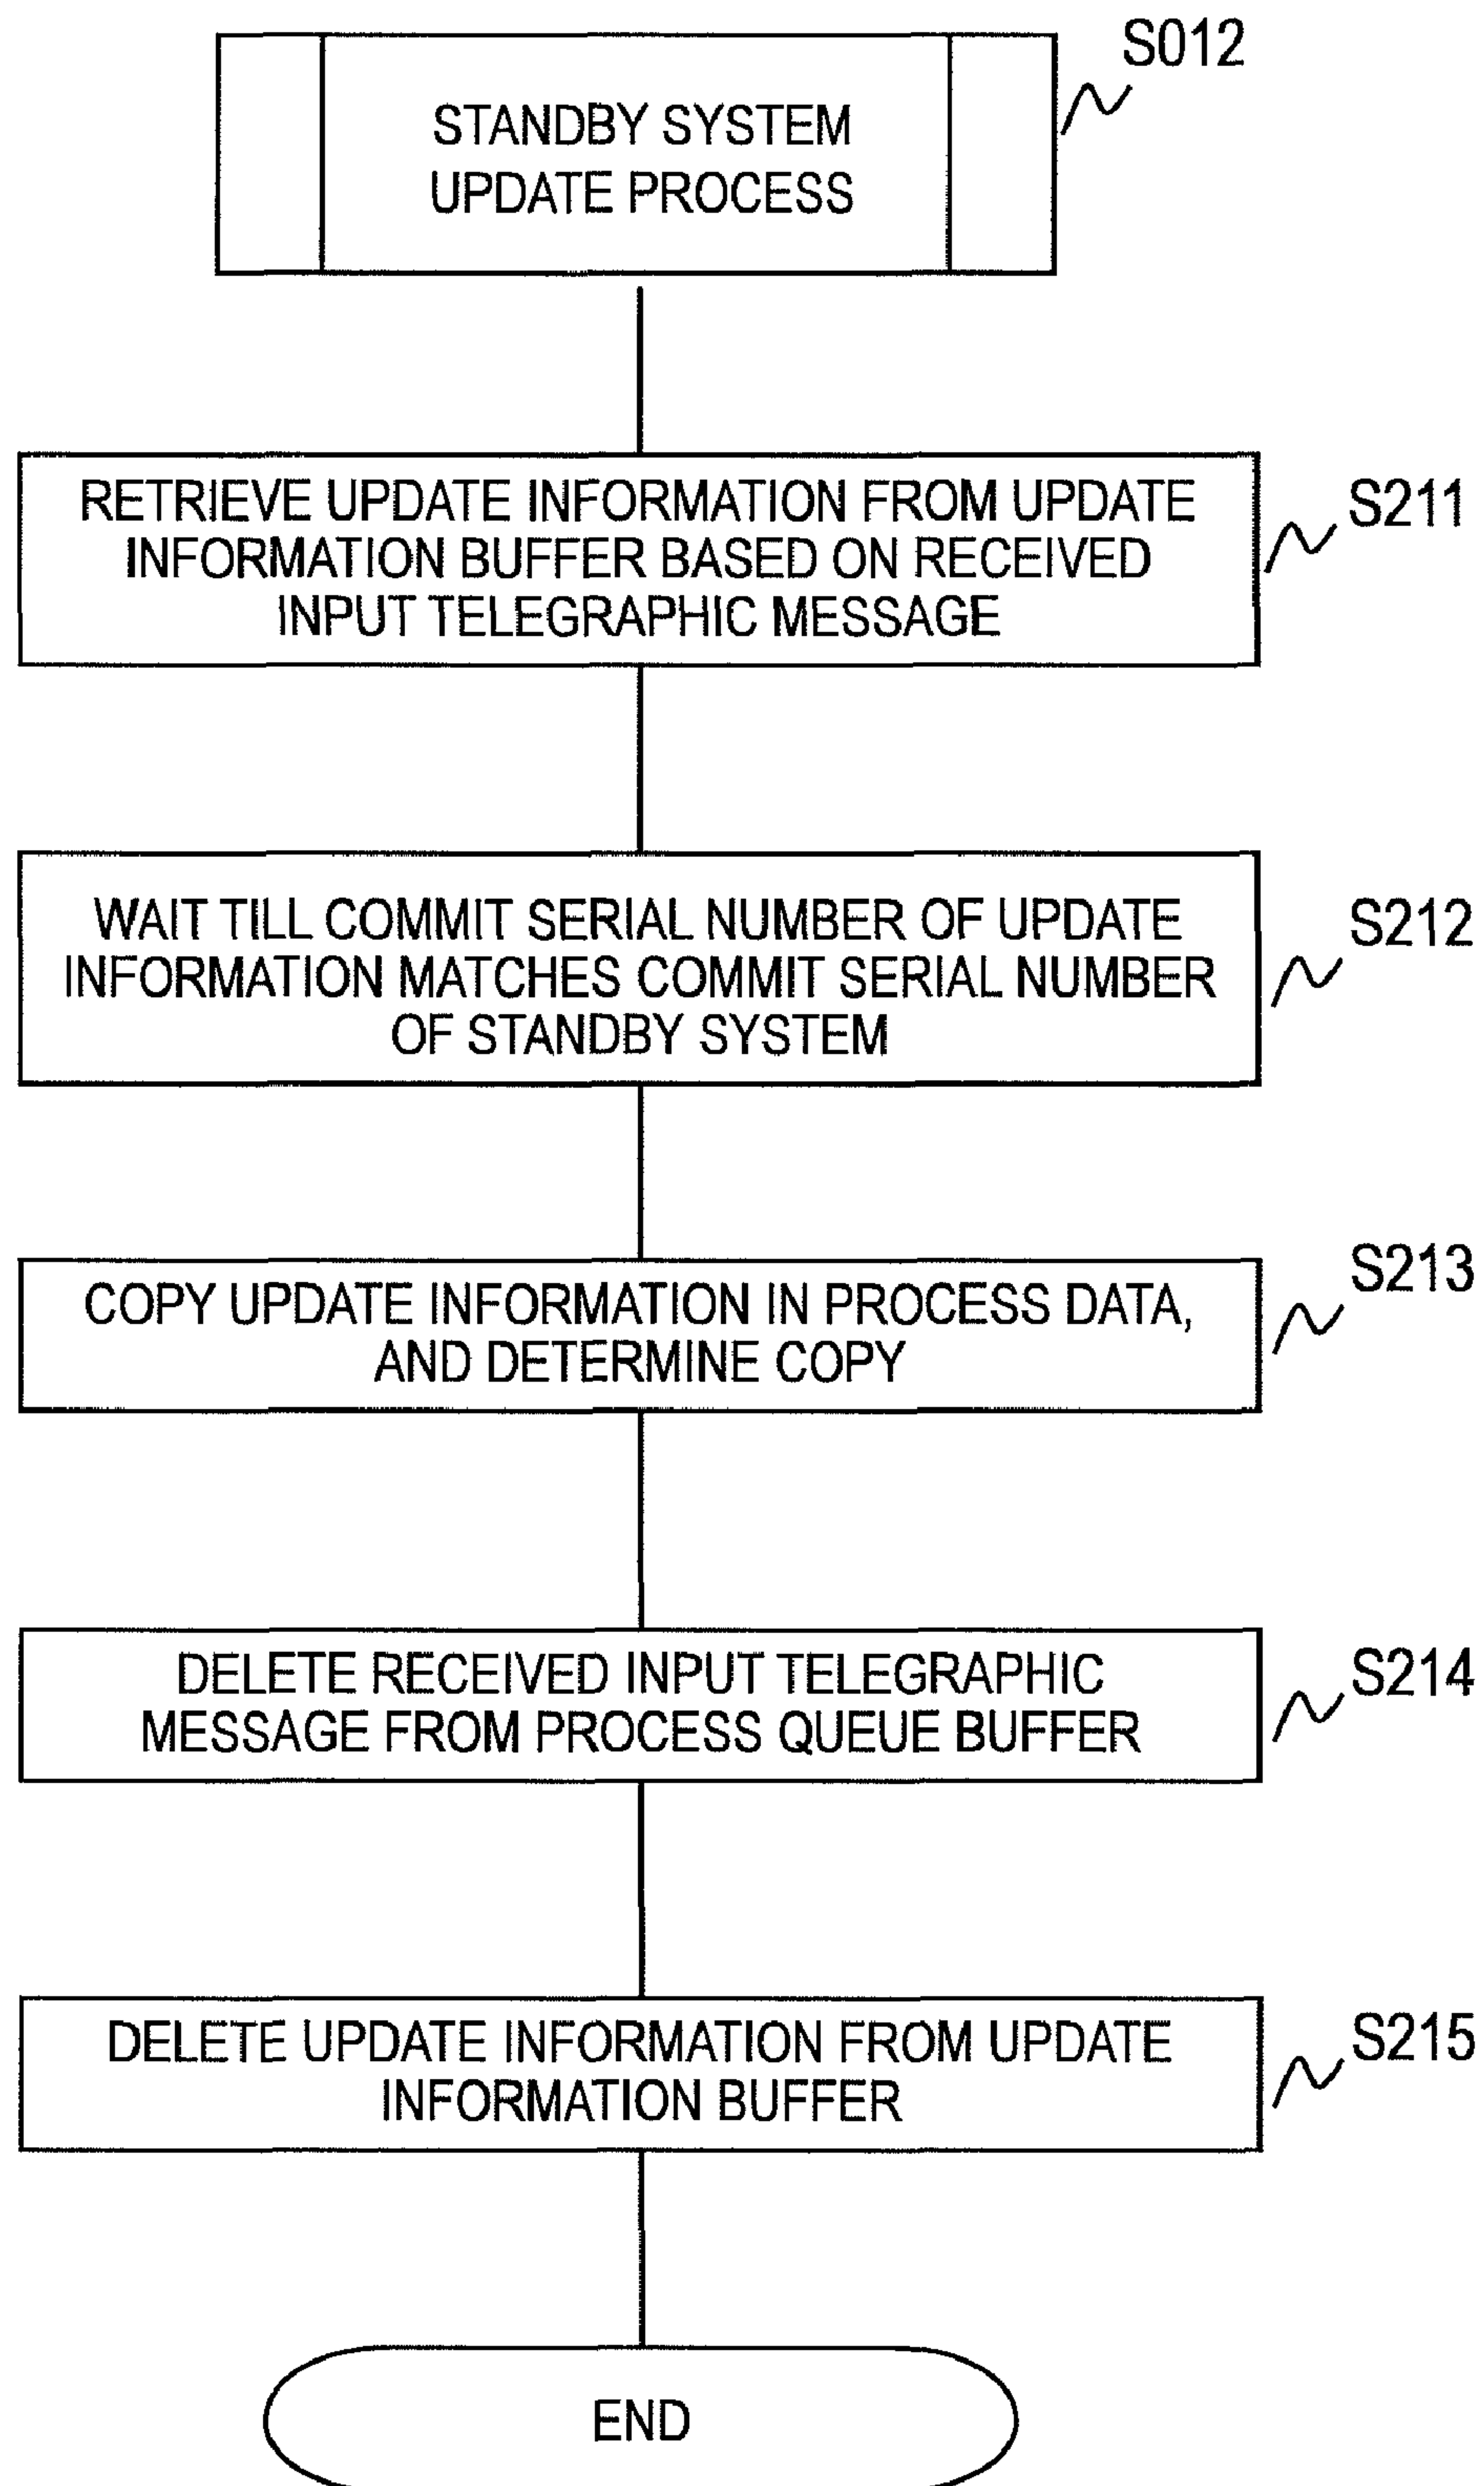 S012
STANDBY SYSTEM
UPDATE PROCESS
RETRIEVE UPDATE INFORMATION FROM UPDATE
INFORMATION BUFFER BASED ON RECEIVED
INPUT TELEGRAPHIC MESSAGE
S211
WAIT TILL COMMIT SERIAL NUMBER OF UPDATE
INFORMATION MATCHES COMMIT SERIAL NUMBER
OF STANDBY SYSTEM
S212
COPY UPDATE INFORMATION IN PROCESS DATA,
AND DETERMINE COPY
S213
DELETE RECEIVED INPUT TELEGRAPHIC
MESSAGE FROM PROCESS QUEUE BUFFER
S214
DELETE UPDATE INFORMATION FROM UPDATE
INFORMATION BUFFER
S215
END